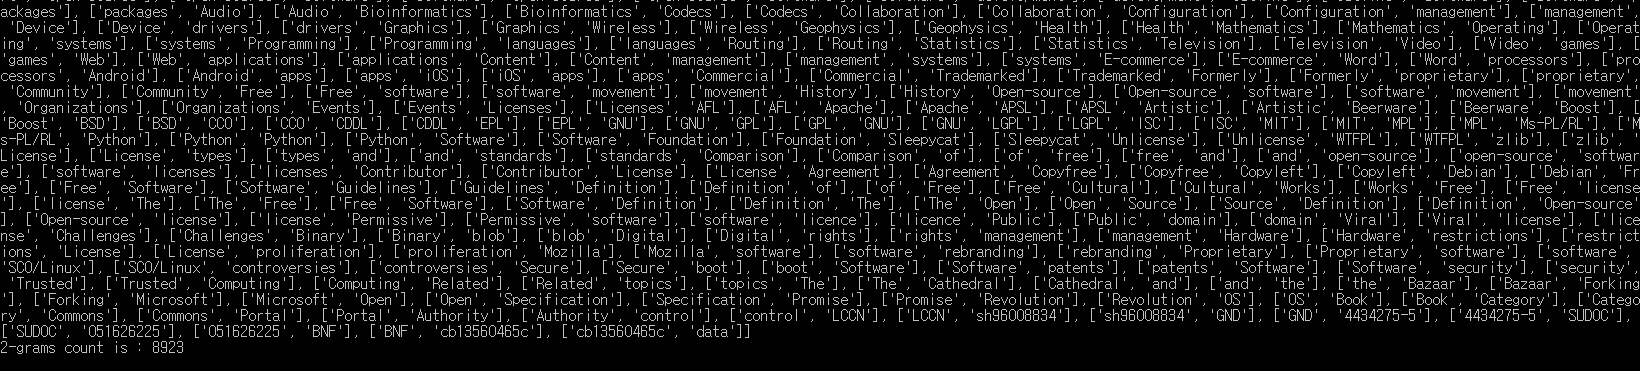 ackages'], ['packages', 'Audio'], ['Audio', 'Bioinformatics'], ['Bioinformatics', 'Codecs'], ['Codecs', 'Collaboration'], ['Collaboration', 'Configuration'], ['Configuration', 'management'], ['management',
'Device'], ['Device', 'drivers'], ['drivers', 'Graphics'], ['Graphics', 'Wireless'], ['Wireless', 'Geophysics'], ['Geophysics', 'Health'], ['Health', 'Mathematics'], ['Mathematics', 'Operating'], ['Operat
ing', 'systems'], ['systems', 'Programming'], ['Programming', 'languages'], ['languages', 'Routing'], ['Routing', 'Statistics'], ['Statistics', 'Television'], ['Television', 'Video'], ['Video', 'games'], [
'games', 'Web'], ['Web', 'applications'], ['applications', 'Content'], ['Content', 'management'], ['management', 'systems'], ['systems', 'E-commerce'], ['E-commerce', 'Word'], ['Word', 'processors'], ['pro
cessors', 'Android'], ['Android', 'apps'], ['apps', 'iOS'], ['iOS', 'apps'], ['apps', 'Commercial'], ['Commercial', 'Trademarked'], ['Trademarked', 'Formerly'], ['Formerly', 'proprietary'], ['proprietary',
'Community'], ['Community', 'Free'], ['Free', 'software'], ['software', 'movement'], ['movement', 'History'], ['History', 'Open-source'], ['Open-source', 'software'], ['software', 'movement'], ['movement'
, 'Organizations'], ['Organizations', 'Events'], ['Events', 'Licenses'], ['Licenses', 'AFL'], ['AFL', 'Apache'], ['Apache', 'APSL'], ['APSL', 'Artistic'], ['Artistic', 'Beerware'], ['Beerware', 'Boost'], [
'Boost', 'BSD'], ['BSD', 'CC0'], ['CC0', 'CDDL'], ['CDDL', 'EPL'], ['EPL', 'GNU'], ['GNU', 'GPL'], ['GPL', 'GNU'], ['GNU', 'LGPL'], ['LGPL', 'ISC'], ['ISC', 'MIT'], ['MIT', 'MPL'], ['MPL', 'Ms-PL/RL'], ['M
s-PL/RL', 'Python'], ['Python', 'Python'], ['Python', 'Software'], ['Software', 'Foundation'], ['Foundation', 'Sleepycat'], ['Sleepycat', 'Unlicense'], ['Unlicense', 'WTFPL'], ['WTFPL', 'zlib'], ['zlib', '
License'], ['License', 'types'], ['types', 'and'], ['and', 'standards'], ['standards', 'Comparison'], ['Comparison', 'of'], ['of', 'free'], ['free', 'and'], ['and', 'open-source'], ['open-source', 'softwar
e'], ['software', 'licenses'], ['licenses', 'Contributor'], ['Contributor', 'License'], ['License', 'Agreement'], ['Agreement', 'Copyfree'], ['Copyfree', 'Copyleft'], ['Copyleft', 'Debian'], ['Debian', 'Fr
ee'], ['Free', 'Software'], ['Software', 'Guidelines'], ['Guidelines', 'Definition'], ['Definition', 'of'], ['of', 'Free'], ['Free', 'Cultural'], ['Cultural', 'Works'], ['Works', 'Free'], ['Free', 'license
'], ['license', 'The'], ['The', 'Free'], ['Free', 'Software'], ['Software', 'Definition'], ['Definition', 'The'], ['The', 'Open'], ['Open', 'Source'], ['Source', 'Definition'], ['Definition', 'Open-source'
], ['Open-source', 'license'], ['license', 'Permissive'], ['Permissive', 'software'], ['software', 'licence'], ['licence', 'Public'], ['Public', 'domain'], ['domain', 'Viral'], ['Viral', 'license'], ['lice
nse', 'Challenges'], ['Challenges', 'Binary'], ['Binary', 'blob'], ['blob', 'Digital'], ['Digital', 'rights'], ['rights', 'management'], ['management', 'Hardware'], ['Hardware', 'restrictions'], ['restrict
ions', 'License'], ['License', 'proliferation'], ['proliferation', 'Mozilla'], ['Mozilla', 'software'], ['software', 'rebranding'], ['rebranding', 'Proprietary'], ['Proprietary', 'software'], ['software',
'SCO/Linux'], ['SCO/Linux', 'controversies'], ['controversies', 'Secure'], ['Secure', 'boot'], ['boot', 'Software'], ['Software', 'patents'], ['patents', 'Software'], ['Software', 'security'], ['security',
'Trusted'], ['Trusted', 'Computing'], ['Computing', 'Related'], ['Related', 'topics'], ['topics', 'The'], ['The', 'Cathedral'], ['Cathedral', 'and'], ['and', 'the'], ['the', 'Bazaar'], ['Bazaar', 'Forking
'], ['Forking', 'Microsoft'], ['Microsoft', 'Open'], ['Open', 'Specification'], ['Specification', 'Promise'], ['Promise', 'Revolution'], ['Revolution', 'OS'], ['OS', 'Book'], ['Book', 'Category'], ['Catego
ry', 'Commons'], ['Commons', 'Portal'], ['Portal', 'Authority'], ['Authority', 'control'], ['control', 'LCCN'], ['LCCN', 'sh96008834'], ['sh96008834', 'GND'], ['GND', '4434275-5'], ['4434275-5', 'SUDOC'],
['SUDOC', '051626225'], ['051626225', 'BNF'], ['BNF', 'cb13560465c'], ['cb13560465c', 'data']]
2-grams count is : 8923